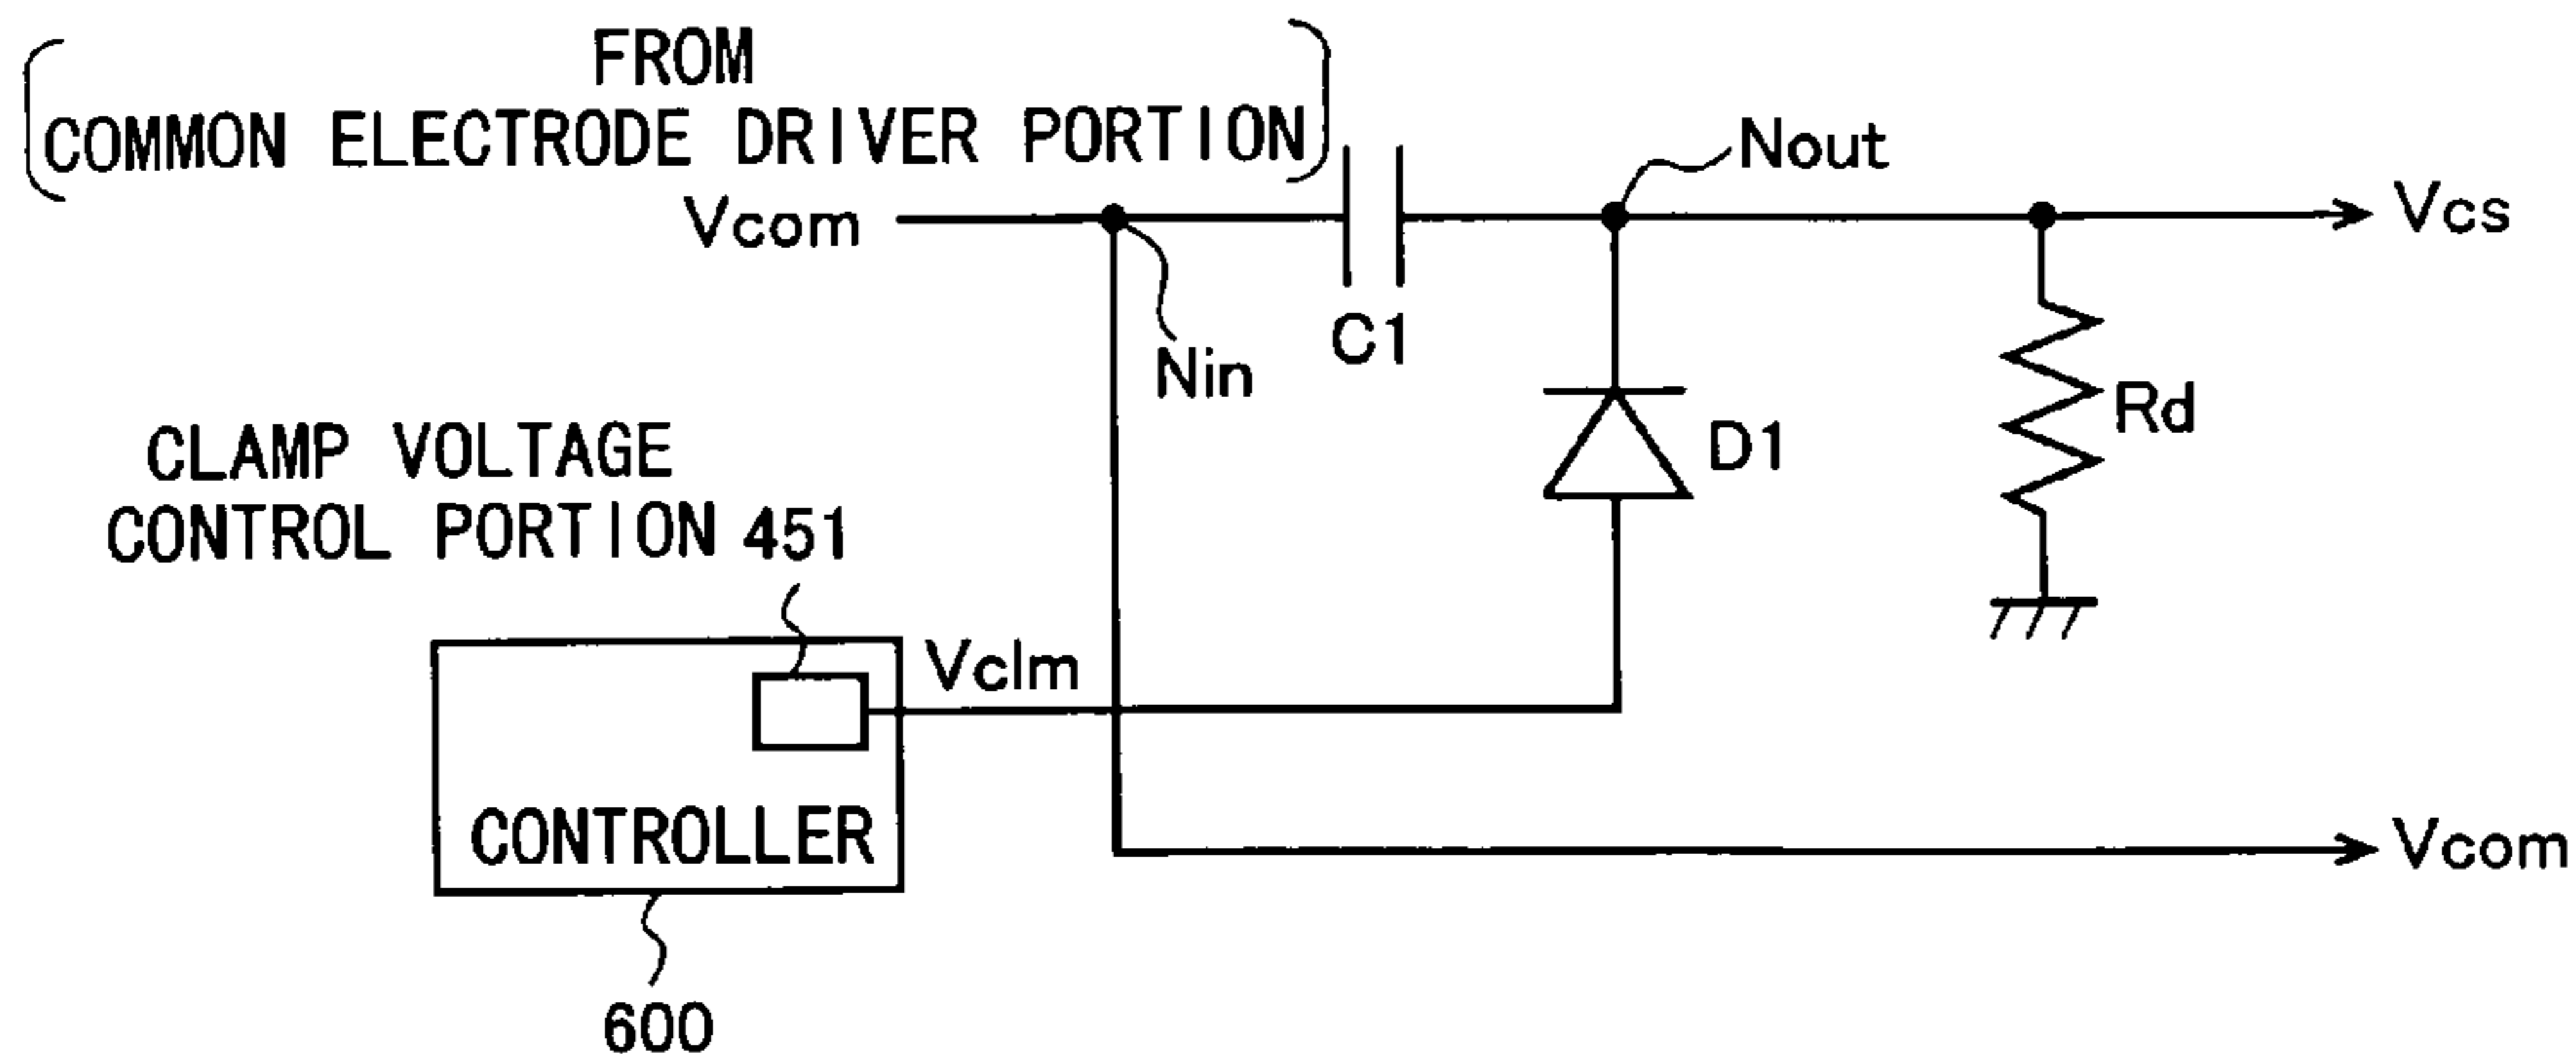 FROM
COMMON ELECTRODE DRIVER PORTION
Vcom
Nin
C1
Nout
Vcs
D1
Rd
CLAMP VOLTAGE
CONTROL PORTION 451
Vclm
CONTROLLER
600
Vcom